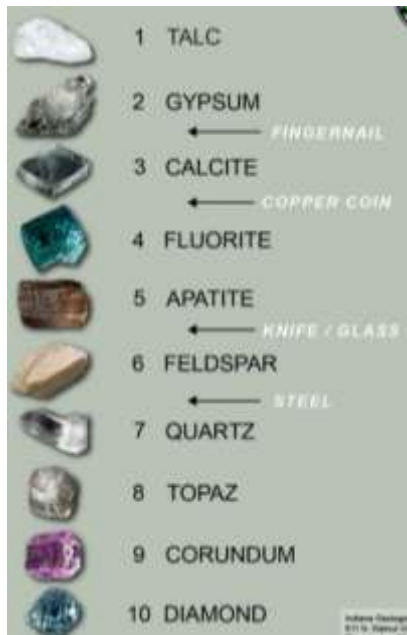 1 TALC
2 GYPSUM
FINGERNAIL
3 CALCITE
COPPER COIN
4 FLUORITE
5 APATITE
KNIFE / GLASS
6 FELDSPAR
STEEL
7 QUARTZ
8 TOPAZ
9 CORUNDUM
10 DIAMOND
Indiana Geolog